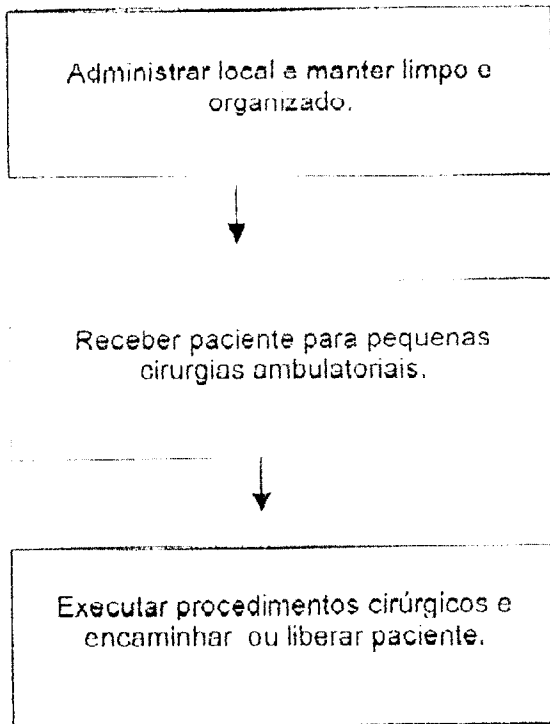 Administrar local e manter limpo e
organizado.
Receber paciente para pequenas
cirurgias ambulatoriais.
Executar procedimentos cirúrgicos e
encaminhar ou liberar paciente.